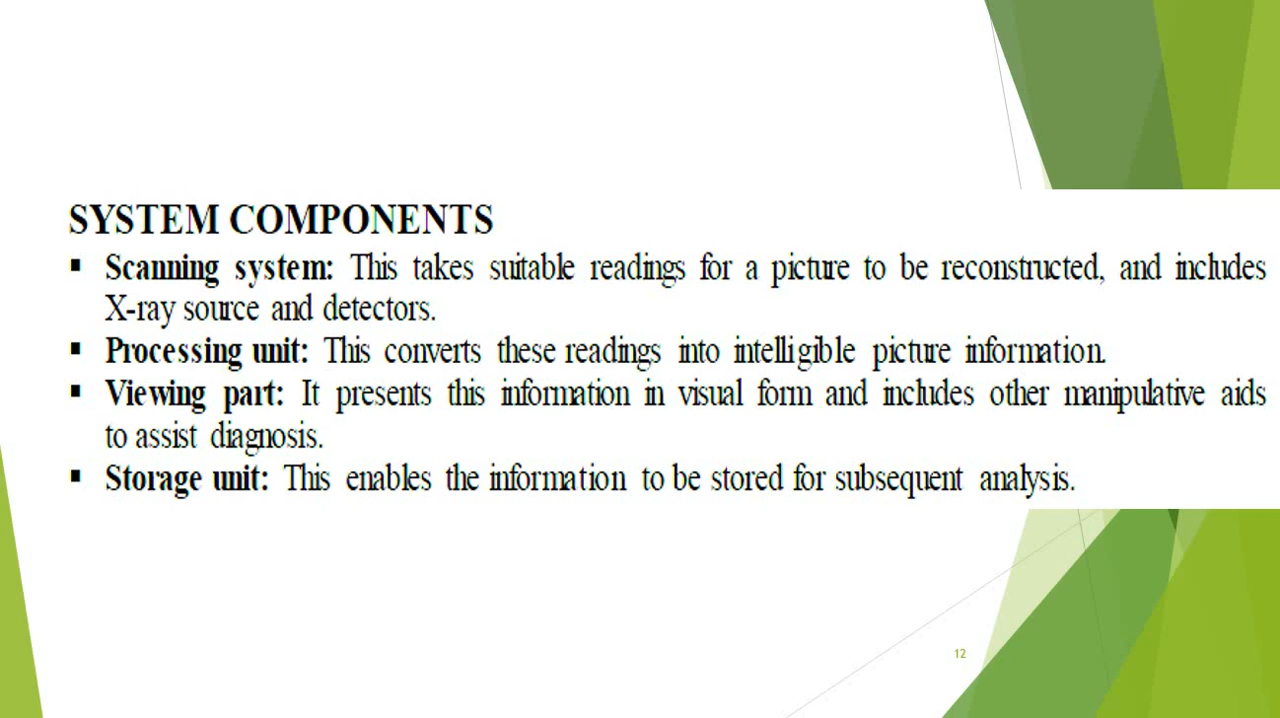 SYSTEM COMPONENTS
▪ Scanning system: This takes suitable readings for a picture to be reconstructed, and includes
X-ray source and detectors.
▪ Processing unit: This converts these readings into intelligible picture information.
▪ Viewing part: It presents this information in visual form and includes other manipulative aids
to assist diagnosis.
▪ Storage unit: This enables the information to be stored for subsequent analysis.
12